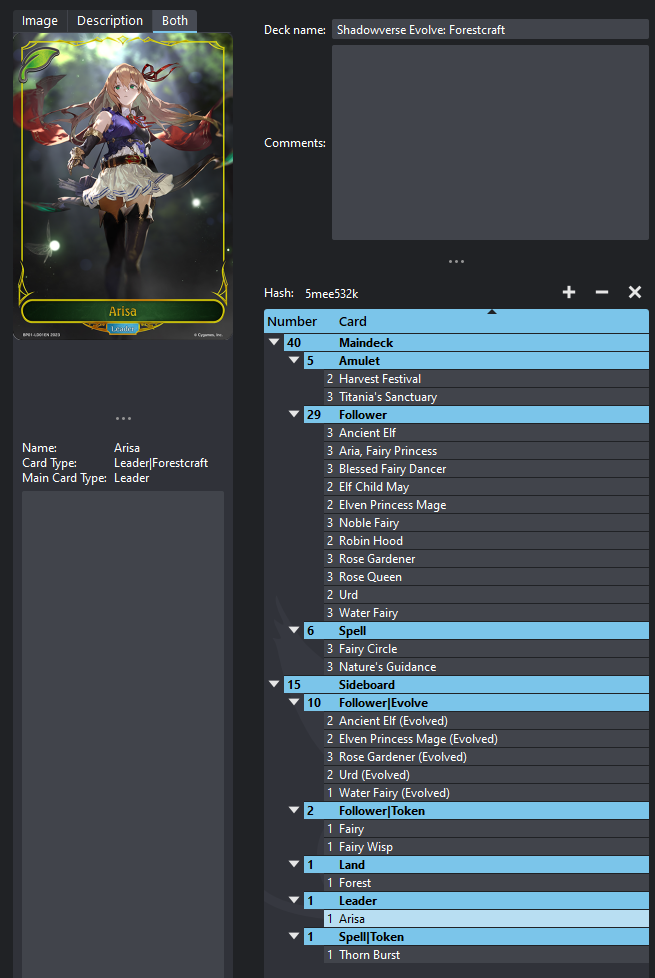 Image Description Both
Arisa
Leader
BP01-LD01EN 2023 © Cygames, Inc.
Name: Arisa
Card Type: Leader|Forestcraft
Main Card Type: Leader
Deck name: Shadowverse Evolve: Forestcraft
Comments:
Hash: 5mee532k
Number Card
40 Maindeck
5 Amulet
2 Harvest Festival
3 Titania's Sanctuary
29 Follower
3 Ancient Elf
3 Aria, Fairy Princess
3 Blessed Fairy Dancer
2 Elf Child May
2 Elven Princess Mage
3 Noble Fairy
2 Robin Hood
3 Rose Gardener
3 Rose Queen
2 Urd
3 Water Fairy
6 Spell
3 Fairy Circle
3 Nature's Guidance
15 Sideboard
10 Follower|Evolve
2 Ancient Elf (Evolved)
2 Elven Princess Mage (Evolved)
3 Rose Gardener (Evolved)
2 Urd (Evolved)
1 Water Fairy (Evolved)
2 Follower|Token
1 Fairy
1 Fairy Wisp
1 Land
1 Forest
1 Leader
1 Arisa
1 Spell|Token
1 Thorn Burst